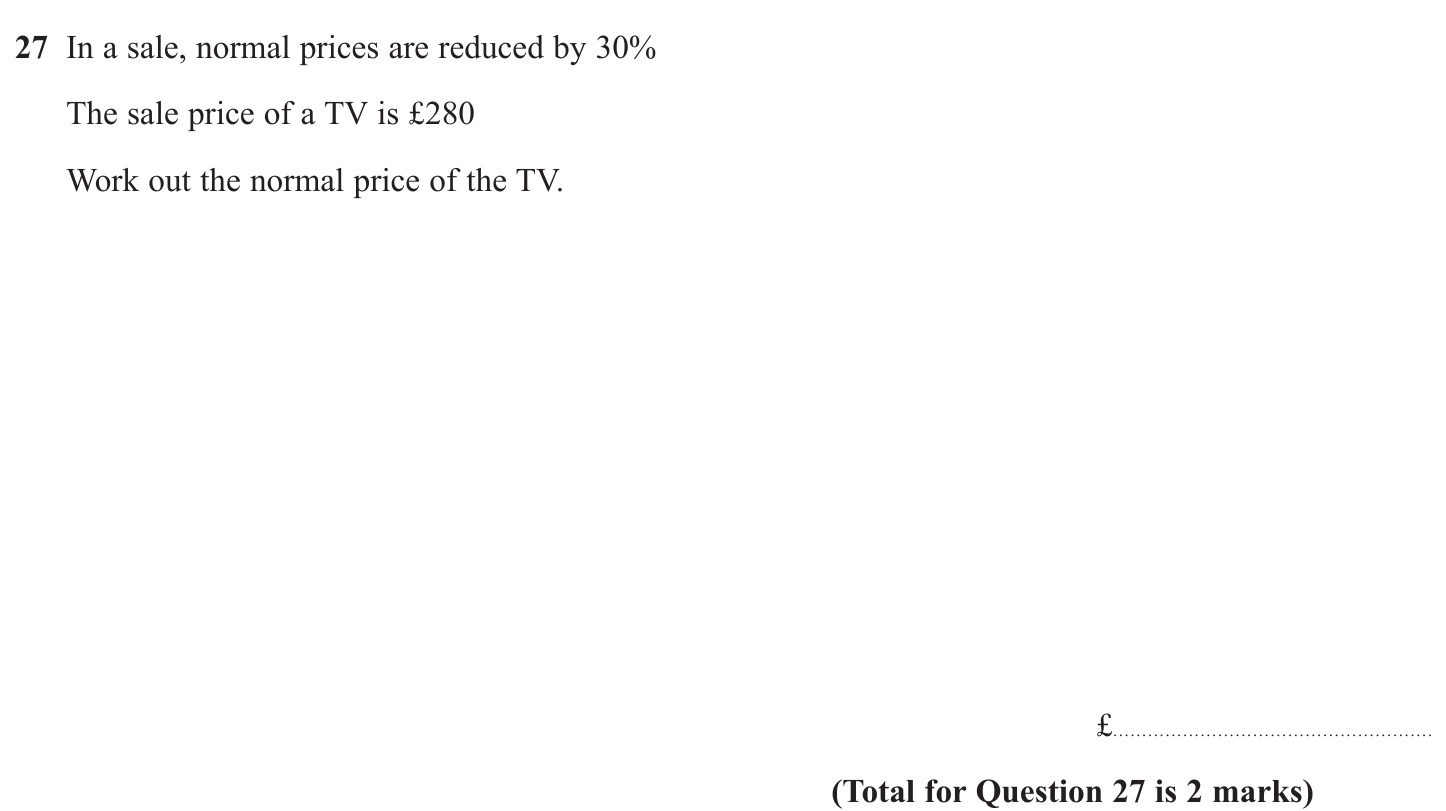 27 In a sale, normal prices are reduced by 30%
The sale price of a TV is £280
Work out the normal price of the TV.
£......................................................
(Total for Question 27 is 2 marks)